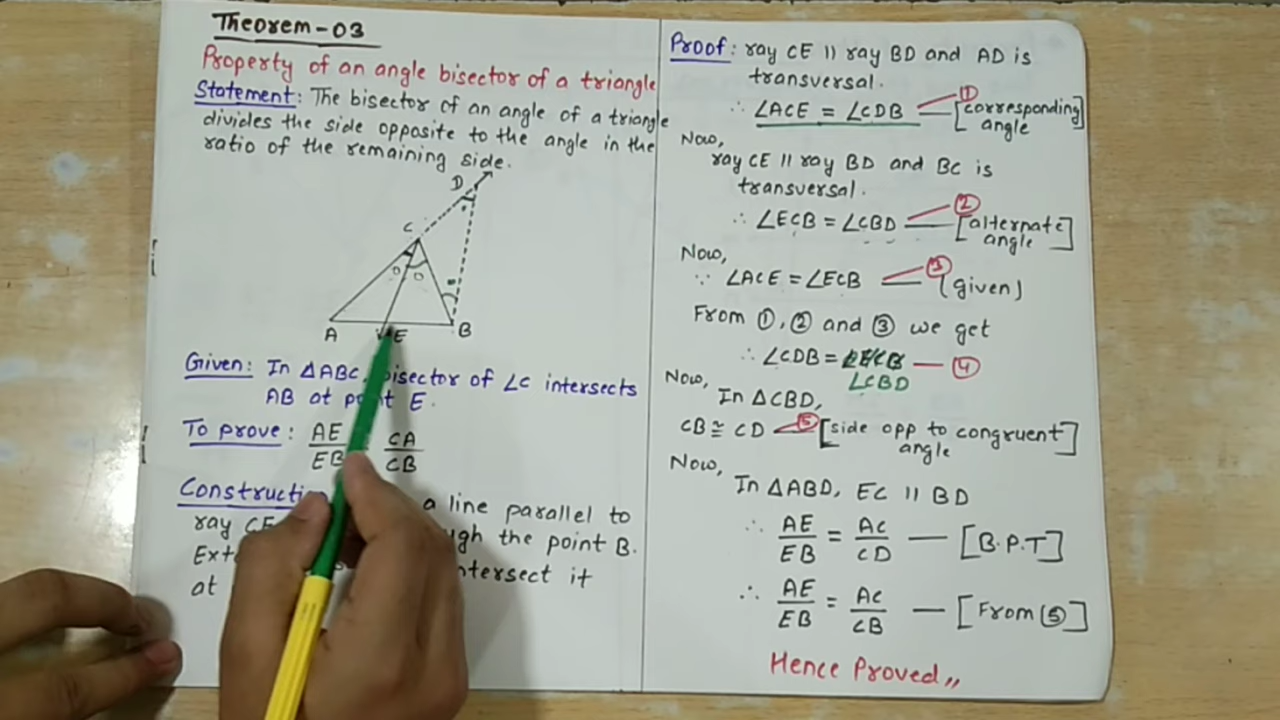 Theorem-03
Property of an angle bisector of a triangle
Statement: The bisector of an angle of a triangle
divides the side opposite to the angle in the
ratio of the remaining side.
D
C
A
E
B
Given: In △ABC, bisector of ∠C intersects
AB at point E.
To prove: AE/EB CA/CB
Constructi a line parallel to
ray CE the point B.
ntersect it
at
Proof: ray CE || ray BD and AD is
transversal.
∴ ∠ACE = ∠CDB — ① [corresponding
angle]
Now,
ray CE || ray BD and BC is
transversal.
∴ ∠ECB = ∠CBD — ② [alternate
angle]
Now,
∵ ∠ACE = ∠ECB — ③ (given)
From ①, ② and ③ we get
∴ ∠CDB = — ④
∠CBD
Now,
In △CBD,
CB ≅ CD — ⑤ [side opp to congruent
angle]
Now,
In △ABD, EC || BD
∴ AE/EB = AC/CD — [B.P.T]
∴ AE/EB = AC/CB — [From ⑤]
Hence Proved,,